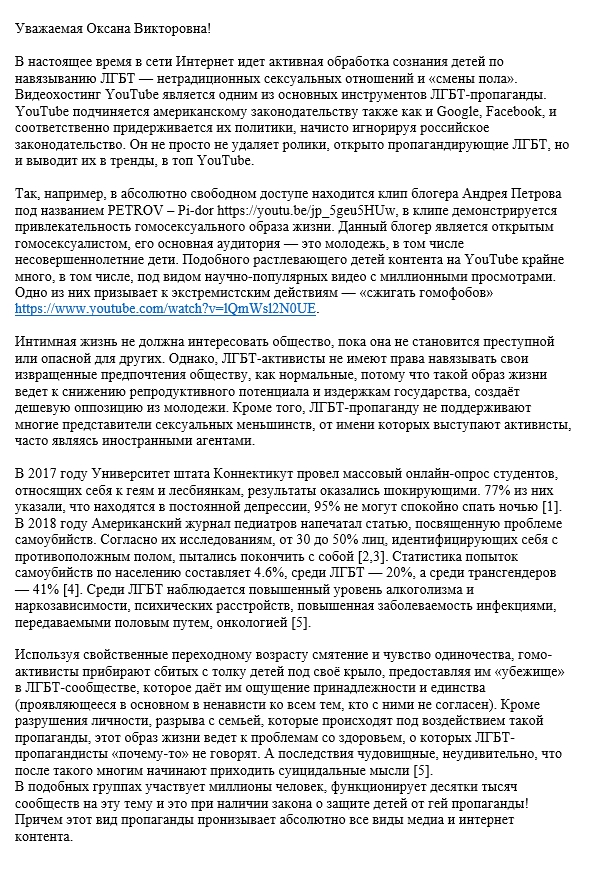 Уважаемая Оксана Викторовна!
В настоящее время в сети Интернет идет активная обработка сознания детей по
навязыванию ЛГБТ — нетрадиционных сексуальных отношений и «смены пола».
Видеохостинг YouTube является одним из основных инструментов ЛГБТ-пропаганды.
YouTube подчиняется американскому законодательству также как и Google, Facebook, и
соответственно придерживается их политики, начисто игнорируя российское
законодательство. Он не просто не удаляет ролики, открыто пропагандирующие ЛГБТ, но
и выводит их в тренды, в топ YouTube.
Так, например, в абсолютно свободном доступе находится клип блогера Андрея Петрова
под названием PETROV – Pi-dor https://youtu.be/jp_5geu5HUw, в клипе демонстрируется
привлекательность гомосексуального образа жизни. Данный блогер является открытым
гомосексуалистом, его основная аудитория — это молодежь, в том числе
несовершеннолетние дети. Подобного растлевающего детей контента на YouTube крайне
много, в том числе, под видом научно-популярных видео с миллионными просмотрами.
Одно из них призывает к экстремистским действиям — «сжигать гомофобов»
https://www.youtube.com/watch?v=lQmWsl2N0UE.
Интимная жизнь не должна интересовать общество, пока она не становится преступной
или опасной для других. Однако, ЛГБТ-активисты не имеют права навязывать свои
извращенные предпочтения обществу, как нормальные, потому что такой образ жизни
ведет к снижению репродуктивного потенциала и издержкам государства, создаёт
дешевую оппозицию из молодежи. Кроме того, ЛГБТ-пропаганду не поддерживают
многие представители сексуальных меньшинств, от имени которых выступают активисты,
часто являясь иностранными агентами.
В 2017 году Университет штата Коннектикут провел массовый онлайн-опрос студентов,
относящих себя к геям и лесбиянкам, результаты оказались шокирующими. 77% из них
указали, что находятся в постоянной депрессии, 95% не могут спокойно спать ночью [1].
В 2018 году Американский журнал педиатров напечатал статью, посвященную проблеме
самоубийств. Согласно их исследованиям, от 30 до 50% лиц, идентифицирующих себя с
противоположным полом, пытались покончить с собой [2,3]. Статистика попыток
самоубийств по населению составляет 4.6%, среди ЛГБТ — 20%, а среди трансгендеров
— 41% [4]. Среди ЛГБТ наблюдается повышенный уровень алкоголизма и
наркозависимости, психических расстройств, повышенная заболеваемость инфекциями,
передаваемыми половым путем, онкологией [5].
Используя свойственные переходному возрасту смятение и чувство одиночества, гомо-
активисты прибирают сбитых с толку детей под своё крыло, предоставляя им «убежище»
в ЛГБТ-сообществе, которое даёт им ощущение принадлежности и единства
(проявляющееся в основном в ненависти ко всем тем, кто с ними не согласен). Кроме
разрушения личности, разрыва с семьей, которые происходят под воздействием такой
пропаганды, этот образ жизни ведет к проблемам со здоровьем, о которых ЛГБТ-
пропагандисты «почему-то» не говорят. А последствия чудовищные, неудивительно, что
после такого многим начинают приходить суицидальные мысли [5].
В подобных группах участвует миллионы человек, функционирует десятки тысяч
сообществ на эту тему и это при наличии закона о защите детей от гей пропаганды!
Причем этот вид пропаганды пронизывает абсолютно все виды медиа и интернет
контента.